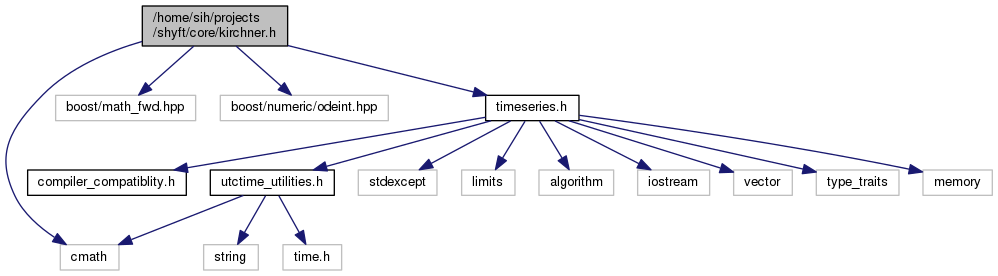 /home/sih/projects
/shyft/core/kirchner.h
boost/math_fwd.hpp
boost/numeric/odeint.hpp
timeseries.h
compiler_compatiblity.h
utctime_utilities.h
stdexcept
limits
algorithm
iostream
vector
type_traits
memory
cmath
string
time.h